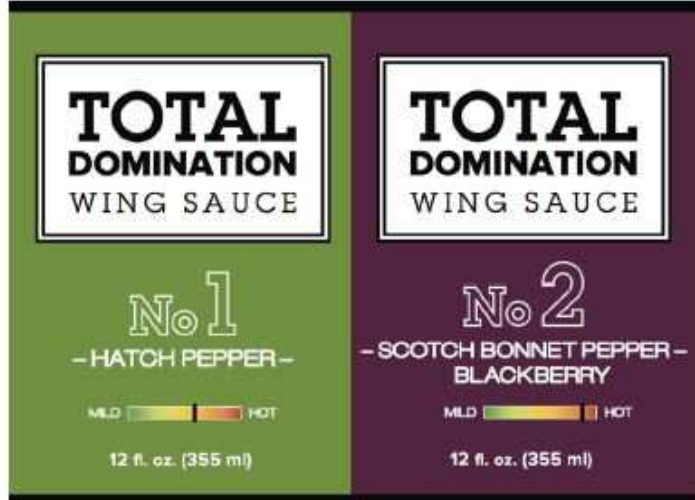 TOTAL
DOMINATION
WING SAUCE
No 1
– HATCH PEPPER –
MILD HOT
12 fl. oz. (355 ml)
TOTAL
DOMINATION
WING SAUCE
No 2
– SCOTCH BONNET PEPPER –
BLACKBERRY
MILD HOT
12 fl. oz. (355 ml)